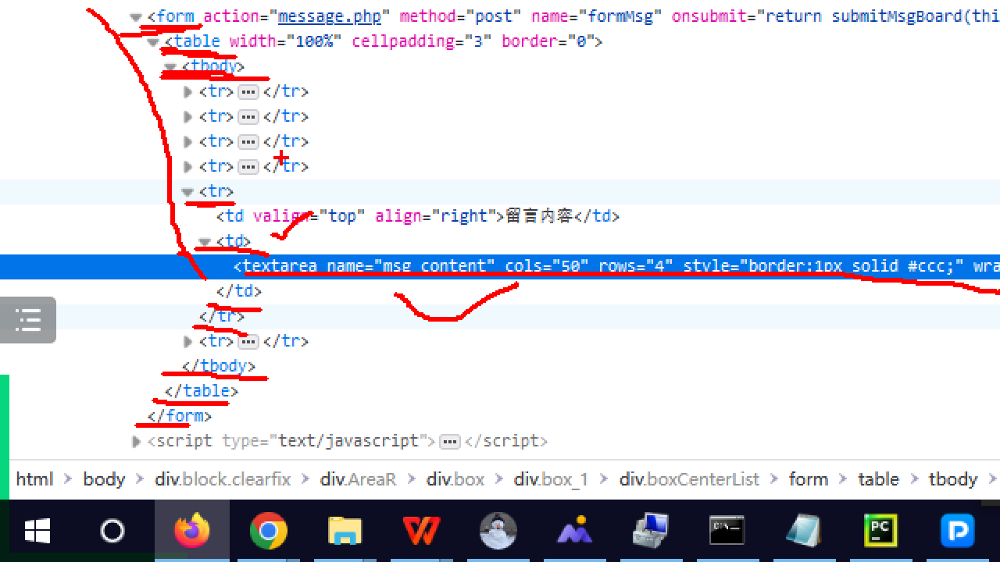 <form action="message.php" method="post" name="formMsg" onsubmit="return submitMsgBoard(thi
<table width="100%" cellpadding="3" border="0">
<tbody>
<tr>•••</tr>
<tr>•••</tr>
<tr>•••</tr>
<tr>•••</tr>
<tr>
<td valign="top" align="right">留言内容</td>
<td>
<textarea name="msg_content" cols="50" rows="4" style="border:1px solid #ccc;" wra
</td>
</tr>
<tr>•••</tr>
</tbody>
</table>
</form>
<script type="text/javascript">•••</script>
html > body > div.block.clearfix > div.AreaR > div.box > div.box_1 > div.boxCenterList > form > table > tbody >
PC